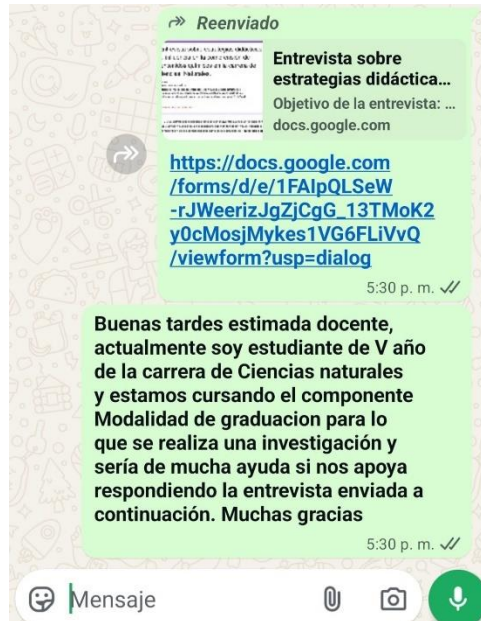 Reenviado
Entrevista sobre
estrategias didáctica...
Objetivo de la entrevista: ...
docs.google.com
https://docs.google.com
/forms/d/e/1FAIpQLSeW
-rJWeerizJgZjCgG_13TMoK2
y0cMosjMykes1VG6FLiVvQ
/viewform?usp=dialog
5:30 p. m.
Buenas tardes estimada docente,
actualmente soy estudiante de V año
de la carrera de Ciencias naturales
y estamos cursando el componente
Modalidad de graduacion para lo
que se realiza una investigación y
sería de mucha ayuda si nos apoya
respondiendo la entrevista enviada a
continuación. Muchas gracias
5:30 p. m.
Mensaje